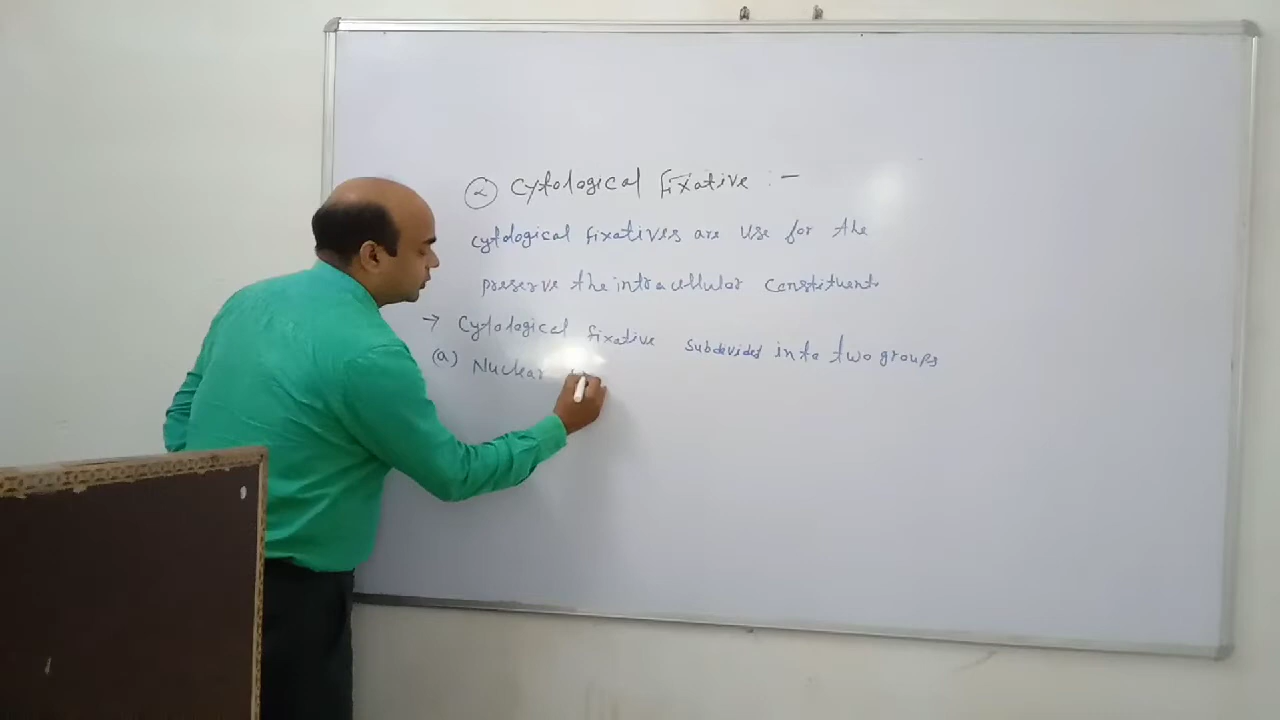 ② Cytological fixative :-
cytological fixatives are use for the
preserve the intracellular constituents
→ Cytological fixative subdevided into two groups
(a) Nuclear